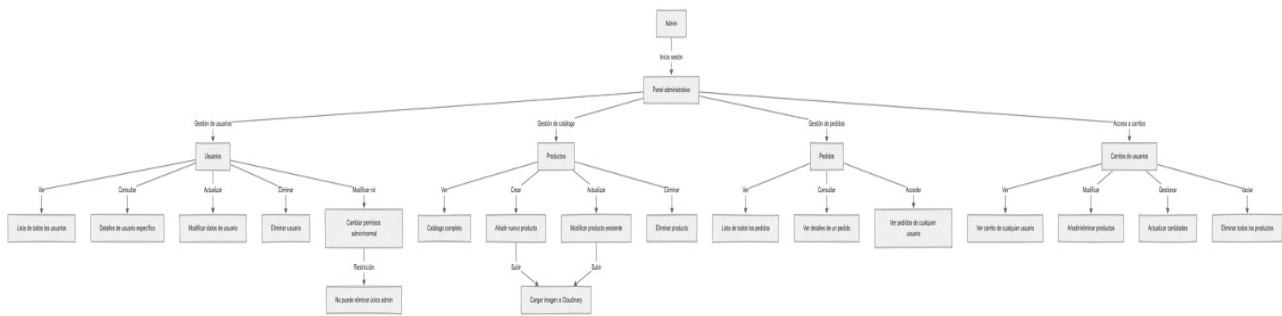 Admin
Inicia sesión
Panel administrativo
Gestión de usuarios
Gestión de catálogo
Gestión de pedidos
Acceso a carritos
Usuarios
Productos
Pedidos
Carritos de usuarios
Ver
Consultar
Actualizar
Eliminar
Modificar rol
Ver
Crear
Actualizar
Eliminar
Ver
Consultar
Acceder
Ver
Modificar
Gestionar
Vaciar
Lista de todos los usuarios
Detalles de usuario específico
Modificar datos de usuario
Eliminar usuario
Cambiar permisos
admin/normal
Catálogo completo
Añadir nuevo producto
Modificar producto existente
Eliminar producto
Lista de todos los pedidos
Ver detalles de un pedido
Ver pedidos de cualquier
usuario
Ver carrito de cualquier usuario
Añadir/eliminar productos
Actualizar cantidades
Eliminar todos los productos
Restricción
Subir
Subir
No puede eliminar único admin
Cargar imagen a Cloudinary